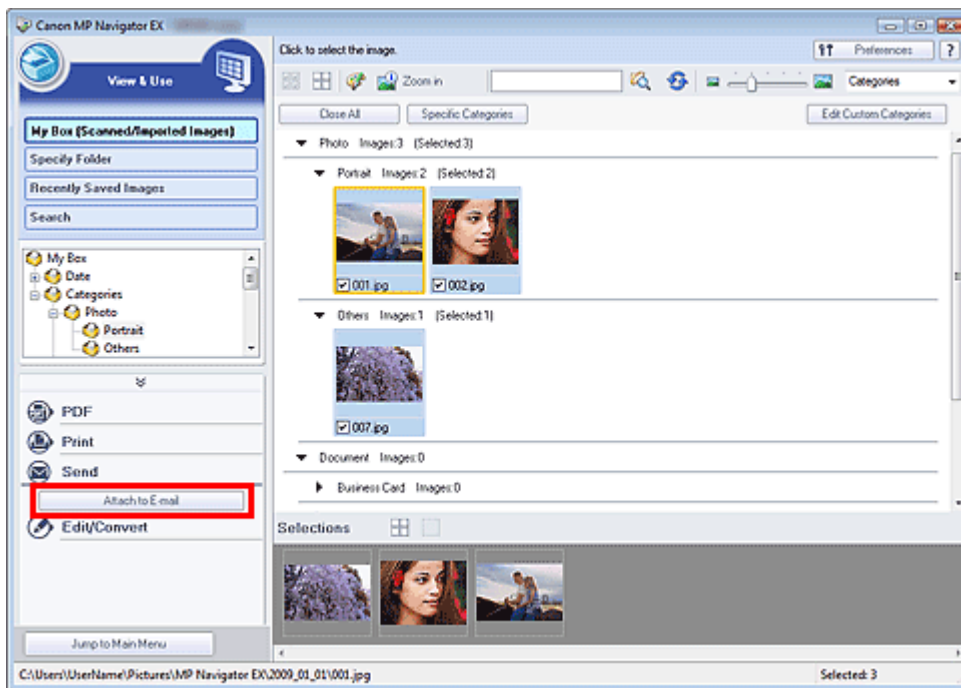 Canon MP Navigator EX
View & Use
My Box (Scanned/Imported Images)
Specify Folder
Recently Saved Images
Search
My Box
Date
Categories
Photo
Portrait
Others
PDF
Print
Send
Attach to E-mail
Edit/Convert
Jump to Main Menu
Click to select the image.
Preferences
?
Zoom in
Categories
Close All
Specific Categories
Edit Custom Categories
Photo Images:3 (Selected:3)
Portrait Images:2 (Selected:2)
001.jpg
002.jpg
Others Images:1 (Selected:1)
007.jpg
Document Images:0
Business Card Images:0
Selections
C:\Users\UserName\Pictures\MP Navigator EX\2009_01_01\001.jpg
Selected: 3